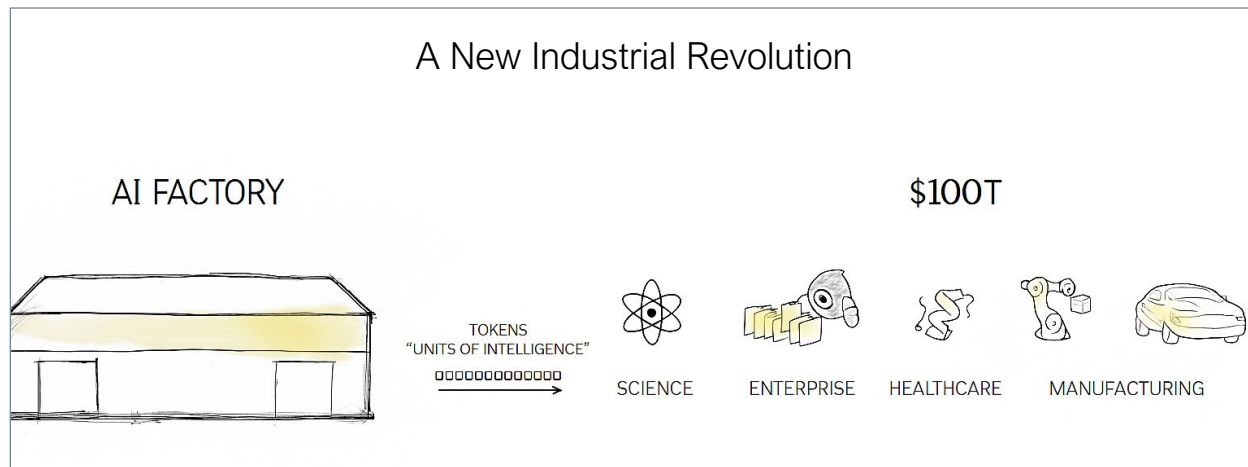 A New Industrial Revolution
AI FACTORY
$100T
TOKENS
“UNITS OF INTELLIGENCE”
SCIENCE
ENTERPRISE
HEALTHCARE
MANUFACTURING